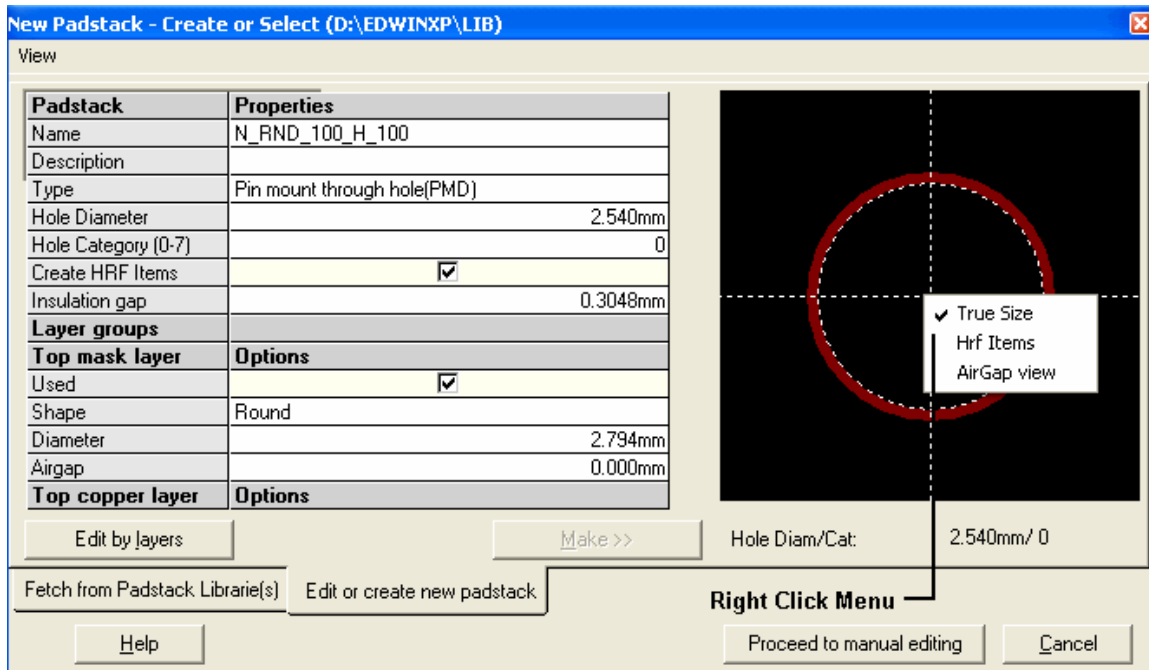 New Padstack - Create or Select (D:\EDWINXP\LIB)
View
Padstack Properties
Name N_RND_100_H_100
Description
Type Pin mount through hole(PMD)
Hole Diameter 2.540mm
Hole Category (0-7) 0
Create HRF Items
Insulation gap 0.3048mm
Layer groups
Top mask layer Options
Used
Shape Round
Diameter 2.794mm
Airgap 0.000mm
Top copper layer Options
True Size
Hrf Items
AirGap view
Edit by layers Make >> Hole Diam/Cat: 2.540mm/ 0
Fetch from Padstack Librarie(s) Edit or create new padstack
Right Click Menu
Help Proceed to manual editing Cancel